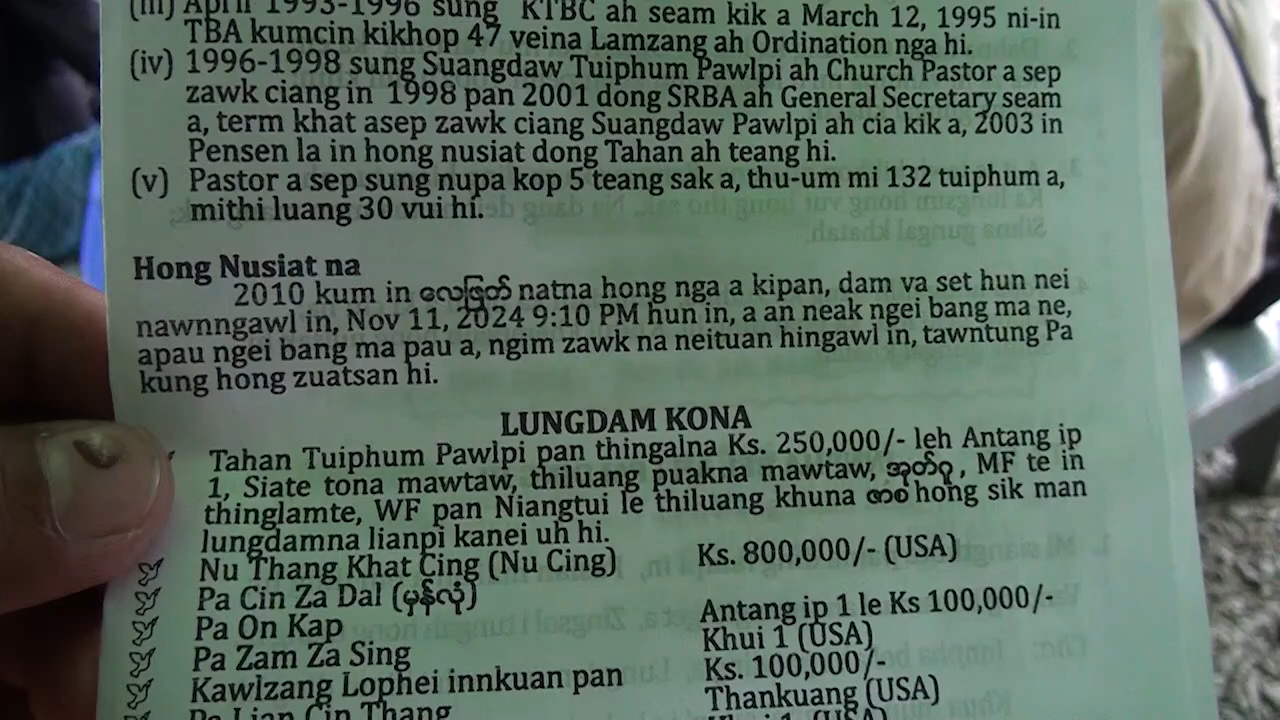 (iii) April 1993-1996 sung KTBC ah seam kik a March 12, 1995 ni-in
TBA kumcin kikhop 47 veina Lamzang ah Ordination nga hi.
(iv) 1996-1998 sung Suangdaw Tuiphum Pawlpi ah Church Pastor a sep
zawk ciang in 1998 pan 2001 dong SRBA ah General Secretary seam
a, term khat asep zawk ciang Suangdaw Pawlpi ah cia kik a, 2003 in
Pensen la in hong nusiat dong Tahan ah teang hi.
(v) Pastor a sep sung nupa kop 5 teang sak a, thu-um mi 132 tuiphum a,
mithi luang 30 vui hi.
Hong Nusiat na
2010 kum in လေဖြတ် natna hong nga a kipan, dam va set hun nei
nawnngawl in, Nov 11, 2024 9:10 PM hun in, a an neak ngei bang ma ne,
apau ngei bang ma pau a, ngim zawk na neituan hingawl in, tawntung Pa
kung hong zuatsan hi.
LUNGDAM KONA
Tahan Tuiphum Pawlpi pan thingalna Ks. 250,000/- leh Antang ip
1, Siate tona mawtaw, thiluang puakna mawtaw, အုတ်ဂူ, MF te in
thinglamte, WF pan Niangtui le thiluang khuna တစ် hong sik man
lungdamna lianpi kanei uh hi.
Nu Thang Khat Cing (Nu Cing) Ks. 800,000/- (USA)
Pa Cin Za Dal (မှန်လုံ)
Pa On Kap Antang ip 1 le Ks 100,000/-
Pa Zam Za Sing Khui 1 (USA)
Kawlzang Lophei innkuan pan Ks. 100,000/-
Pa Lian Cin Thang Thankuang (USA)
Khui 1 (USA)